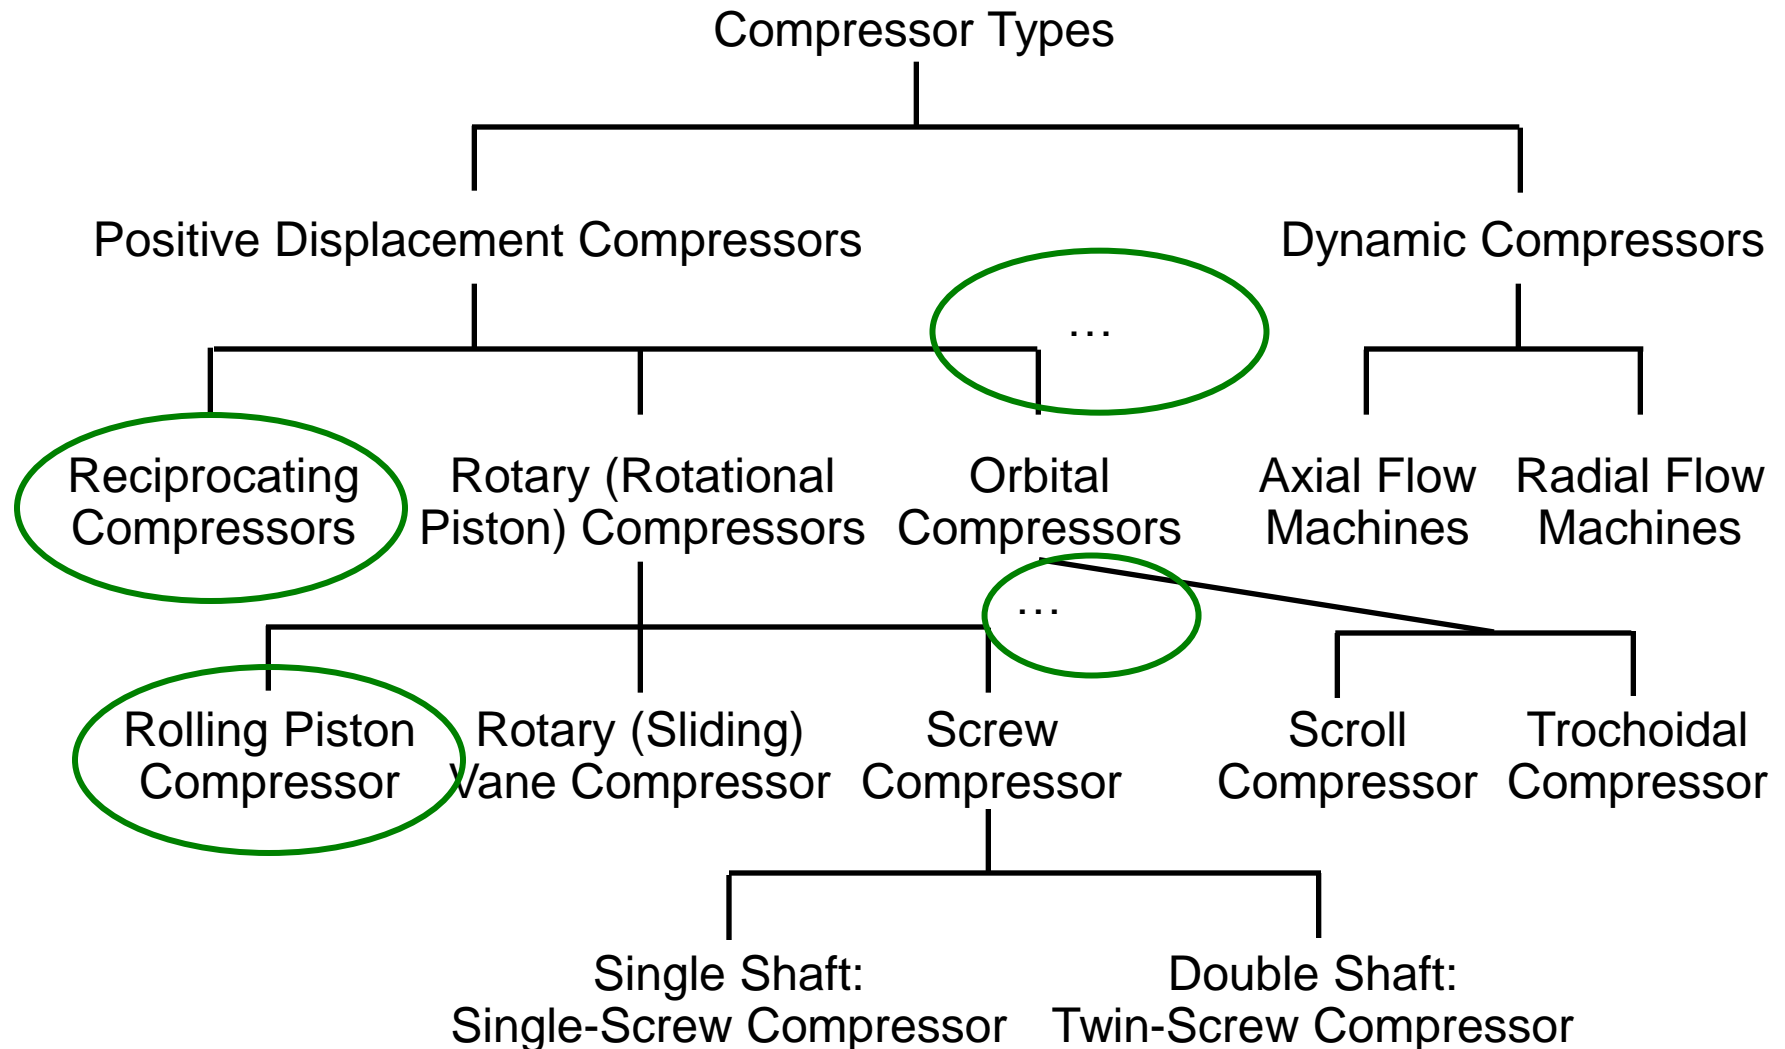 Compressor Types
Positive Displacement Compressors
Dynamic Compressors
...
Reciprocating
Compressors
Rotary (Rotational
Piston) Compressors
Orbital
Compressors
Axial Flow
Machines
Radial Flow
Machines
...
Rolling Piston
Compressor
Rotary (Sliding)
Vane Compressor
Screw
Compressor
Scroll
Compressor
Trochoidal
Compressor
Single Shaft:
Single-Screw Compressor
Double Shaft:
Twin-Screw Compressor